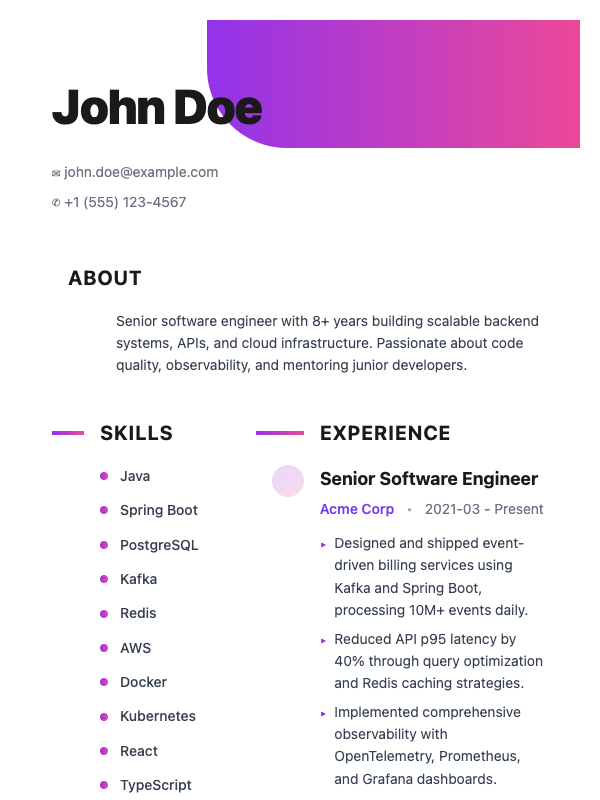 John Doe
✉ john.doe@example.com
✆ +1 (555) 123-4567
ABOUT
Senior software engineer with 8+ years building scalable backend
systems, APIs, and cloud infrastructure. Passionate about code
quality, observability, and mentoring junior developers.
SKILLS
Java
Spring Boot
PostgreSQL
Kafka
Redis
AWS
Docker
Kubernetes
React
TypeScript
EXPERIENCE
Senior Software Engineer
Acme Corp • 2021-03 - Present
▸ Designed and shipped event-
driven billing services using
Kafka and Spring Boot,
processing 10M+ events daily.
▸ Reduced API p95 latency by
40% through query optimization
and Redis caching strategies.
▸ Implemented comprehensive
observability with
OpenTelemetry, Prometheus,
and Grafana dashboards.